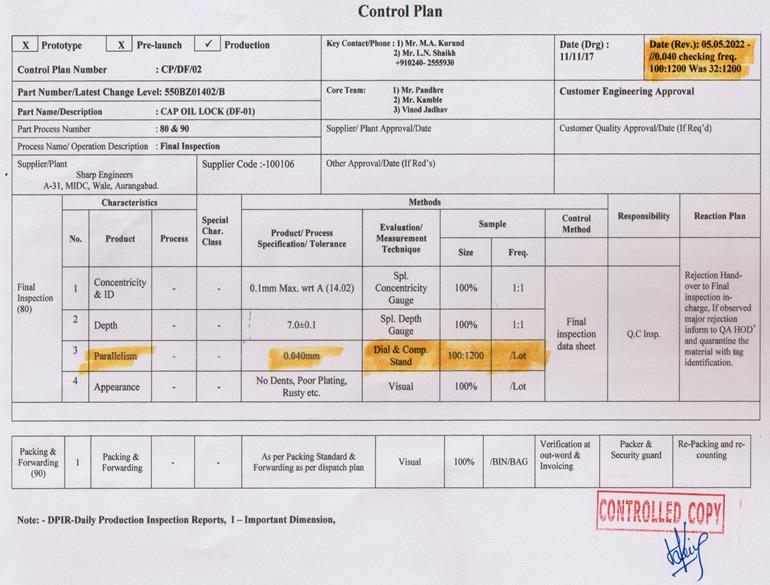 Control Plan
X Prototype X Pre-launch ✓ Production
Control Plan Number : CP/DF/02
Key Contact/Phone : 1) Mr. M.A. Kurund
2) Mr. L.N. Shaikh
+910240- 2555930
Date (Drg) :
11/11/17
Date (Rev.): 05.05.2022 -
//0.040 checking freq.
100:1200 Was 32:1200
Part Number/Latest Change Level: 550BZ01402/B
Part Name/Description : CAP OIL LOCK (DF-01)
Core Team: 1) Mr. Pandhre
2) Mr. Kamble
3) Vinod Jadhav
Customer Engineering Approval
Part Process Number : 80 & 90
Process Name/ Operation Description : Final Inspection
Supplier/ Plant Approval/Date
Customer Quality Approval/Date (If Req'd)
Supplier/Plant
Sharp Engineers
A-31, MIDC, Wale, Aurangabad.
Supplier Code :-100106
Other Approval/Date (If Red's)
Characteristics
Methods
No.
Product
Process
Special
Char.
Class
Product/ Process
Specification/ Tolerance
Evaluation/
Measurement
Technique
Sample
Size
Freq.
Control
Method
Responsibility
Reaction Plan
Final
Inspection
(80)
1
Concentricity
& ID
-
-
0.1mm Max. wrt A (14.02)
Spl.
Concentricity
Gauge
100%
1:1
2
Depth
-
-
7.0±0.1
Spl. Depth
Gauge
100%
1:1
3
Parallelism
-
-
0.040mm
Dial & Comp.
Stand
100:1200
/Lot
4
Appearance
-
-
No Dents, Poor Plating,
Rusty etc.
Visual
100%
/Lot
Final
inspection
data sheet
Q.C Insp.
Rejection Hand-
over to Final
inspection in-
charge, If observed
major rejection
inform to QA HOD
and quarantine the
material with tag
identification.
Packing &
Forwarding
(90)
1
Packing &
Forwarding
-
-
As per Packing Standard &
Forwarding as per dispatch plan
Visual
100%
/BIN/BAG
Verification at
out-word &
Invoicing
Packer &
Security guard
Re-Packing and re-
counting
Note: - DPIR-Daily Production Inspection Reports, I – Important Dimension,
CONTROLLED COPY